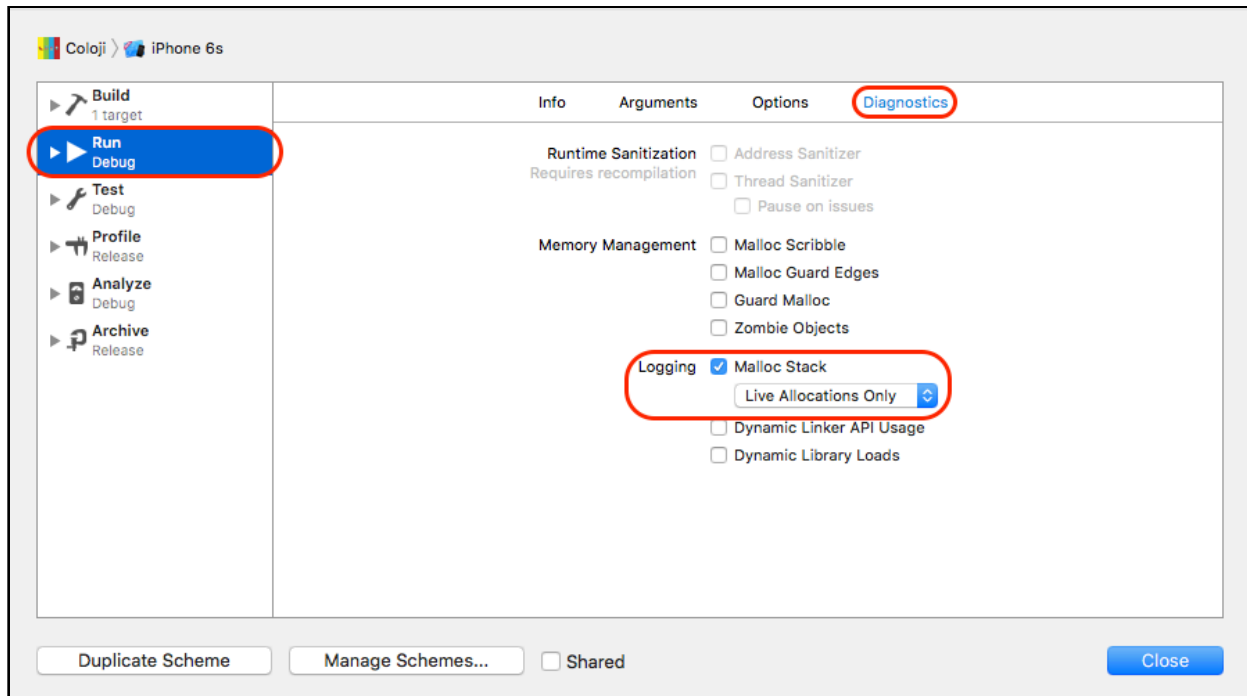 Coloji 〉 iPhone 6s
Build
1 target
Run
Debug
Test
Debug
Profile
Release
Analyze
Debug
Archive
Release
Info Arguments Options Diagnostics
Runtime Sanitization Address Sanitizer
Requires recompilation Thread Sanitizer
Pause on issues
Memory Management Malloc Scribble
Malloc Guard Edges
Guard Malloc
Zombie Objects
Logging Malloc Stack
Live Allocations Only
Dynamic Linker API Usage
Dynamic Library Loads
Duplicate Scheme Manage Schemes... Shared Close